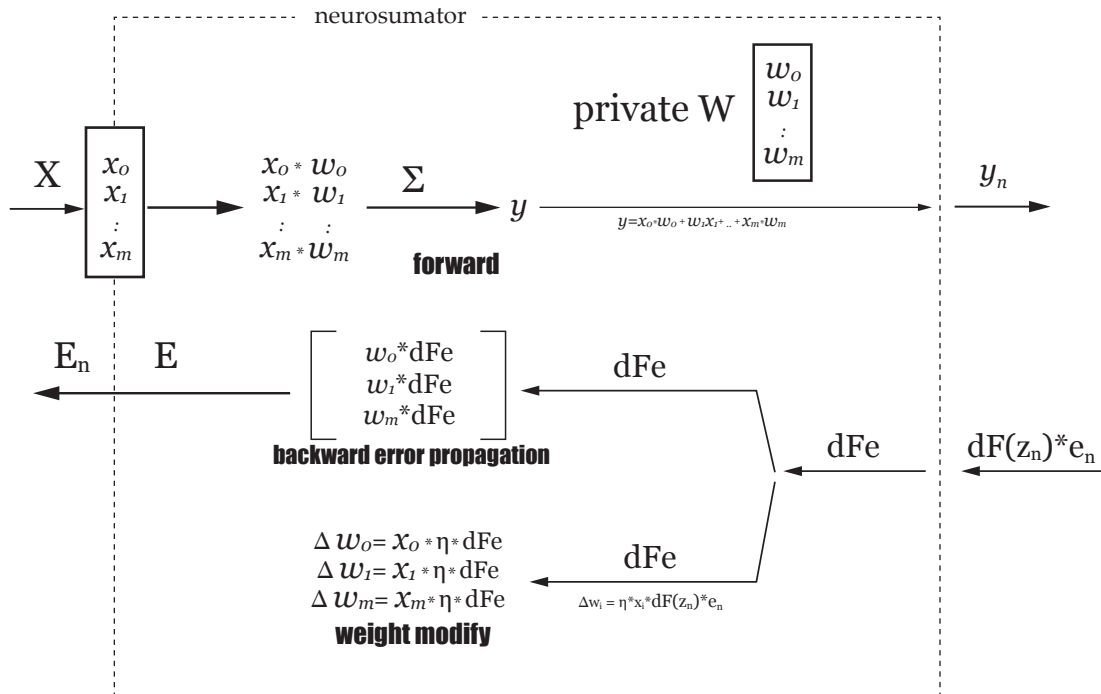 neurosumator
private W
w₀
w₁
:
wₘ
X
x₀
x₁
:
xₘ
x₀ * w₀
x₁ * w₁
: :
xₘ * wₘ
Σ
y
y=x₀*w₀+w₁x₁+..+xₘ*wₘ
yₙ
forward
Eₙ
E
w₀*dFe
w₁*dFe
wₘ*dFe
backward error propagation
dFe
dFe
dF(zₙ)*eₙ
Δ w₀= x₀ * η* dFe
Δ w₁= x₁ * η* dFe
Δ wₘ= xₘ* η* dFe
weight modify
dFe
Δwᵢ = η*xᵢ*dF(zₙ)*eₙ